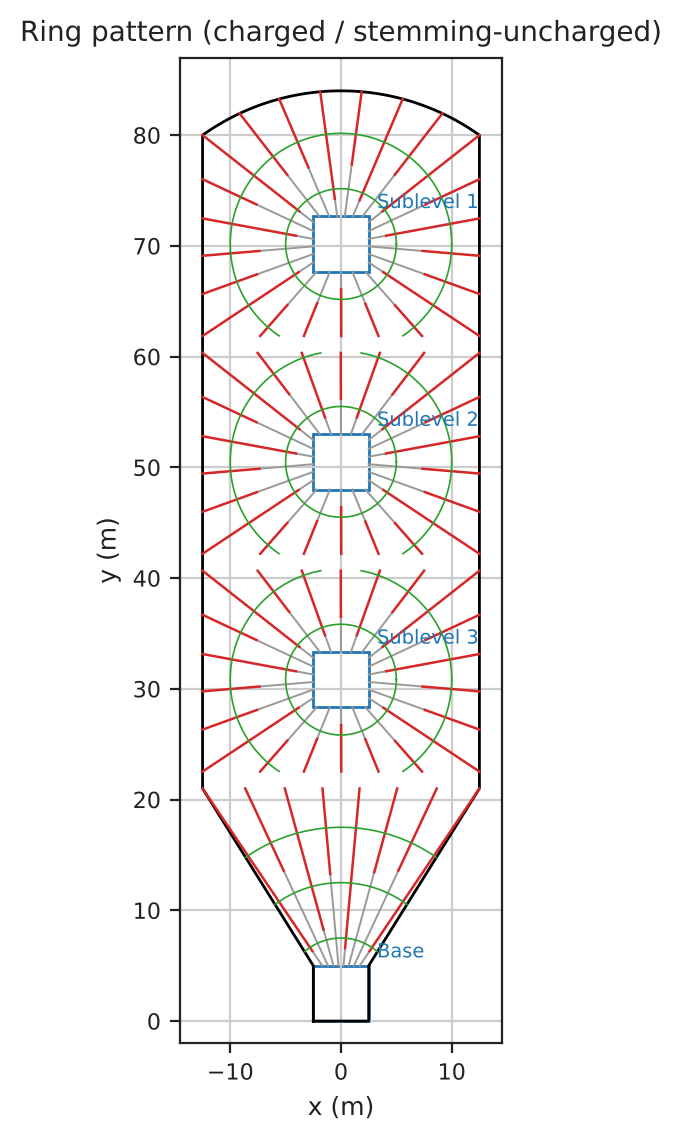 Ring pattern (charged / stemming-uncharged)
80
Sublevel 1
70
60
Sublevel 2
50
y (m)
40
Sublevel 3
30
20
10
Base
0
−10 0 10
x (m)